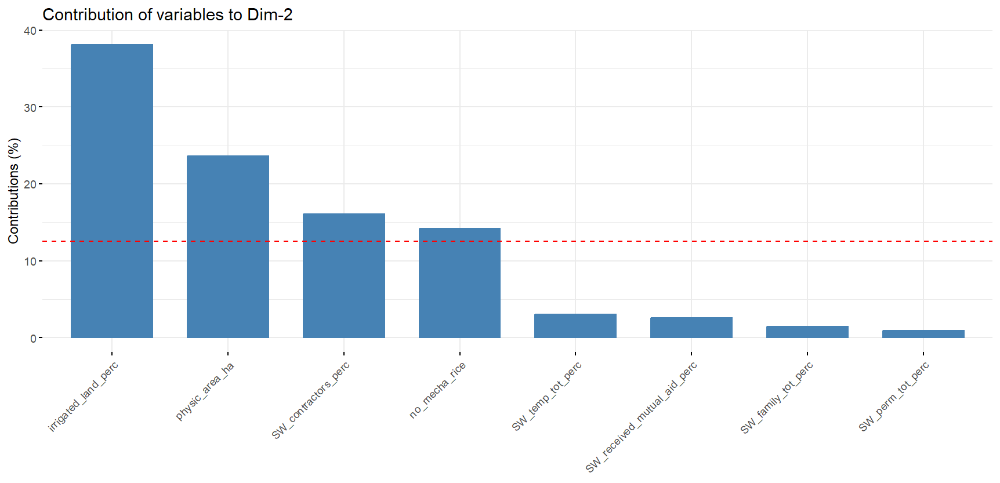 Contribution of variables to Dim-2
Contributions (%)
40
30
20
10
0
irrigated_land_perc
physic_area_ha
SW_contractors_perc
no_mecha_rice
SW_temp_tot_perc
SW_received_mutual_aid_perc
SW_family_tot_perc
SW_perm_tot_perc